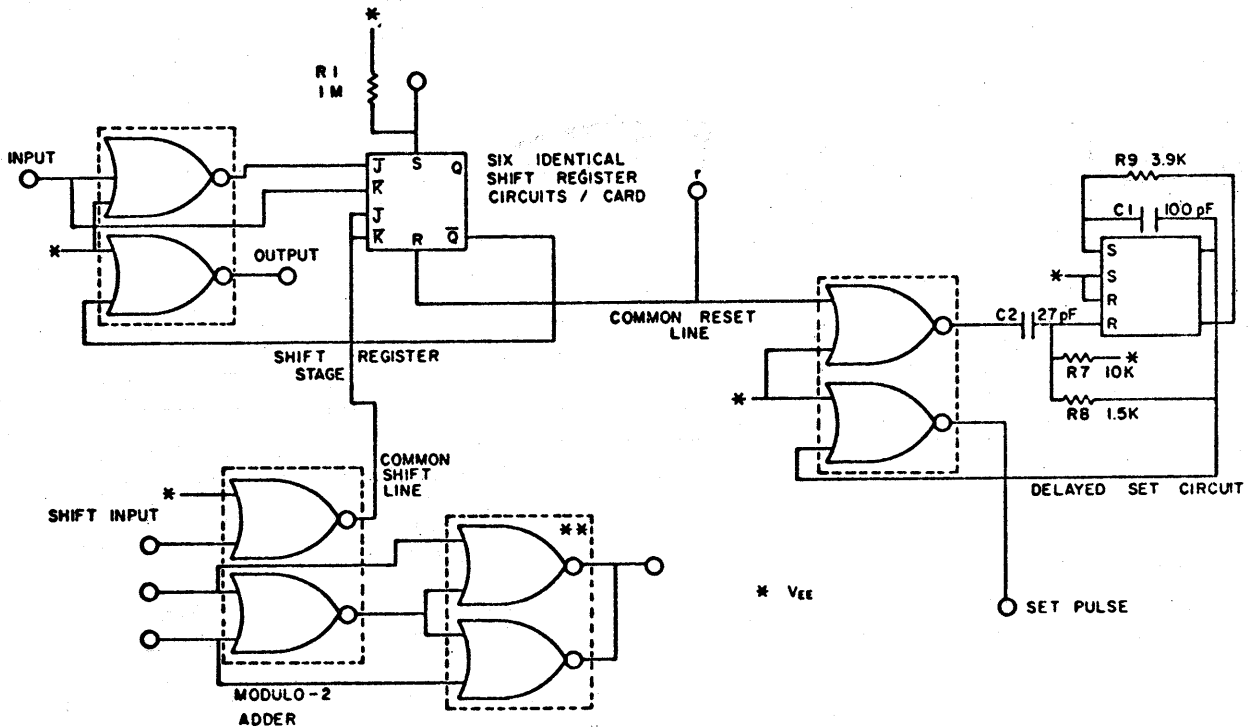 *
R1
1M
INPUT
J̅ S Q
K̅
J̅
K̅ R Q̅
SIX IDENTICAL
SHIFT REGISTER
CIRCUITS / CARD
r
R9 3.9K
C1 100 pF
S
* S
R
R
*
OUTPUT
COMMON RESET
LINE
C2 27pF
R7 10K *
R8 1.5K
SHIFT REGISTER
STAGE
*
COMMON
SHIFT
LINE
DELAYED SET CIRCUIT
*
SHIFT INPUT
**
* VEE
SET PULSE
MODULO-2
ADDER